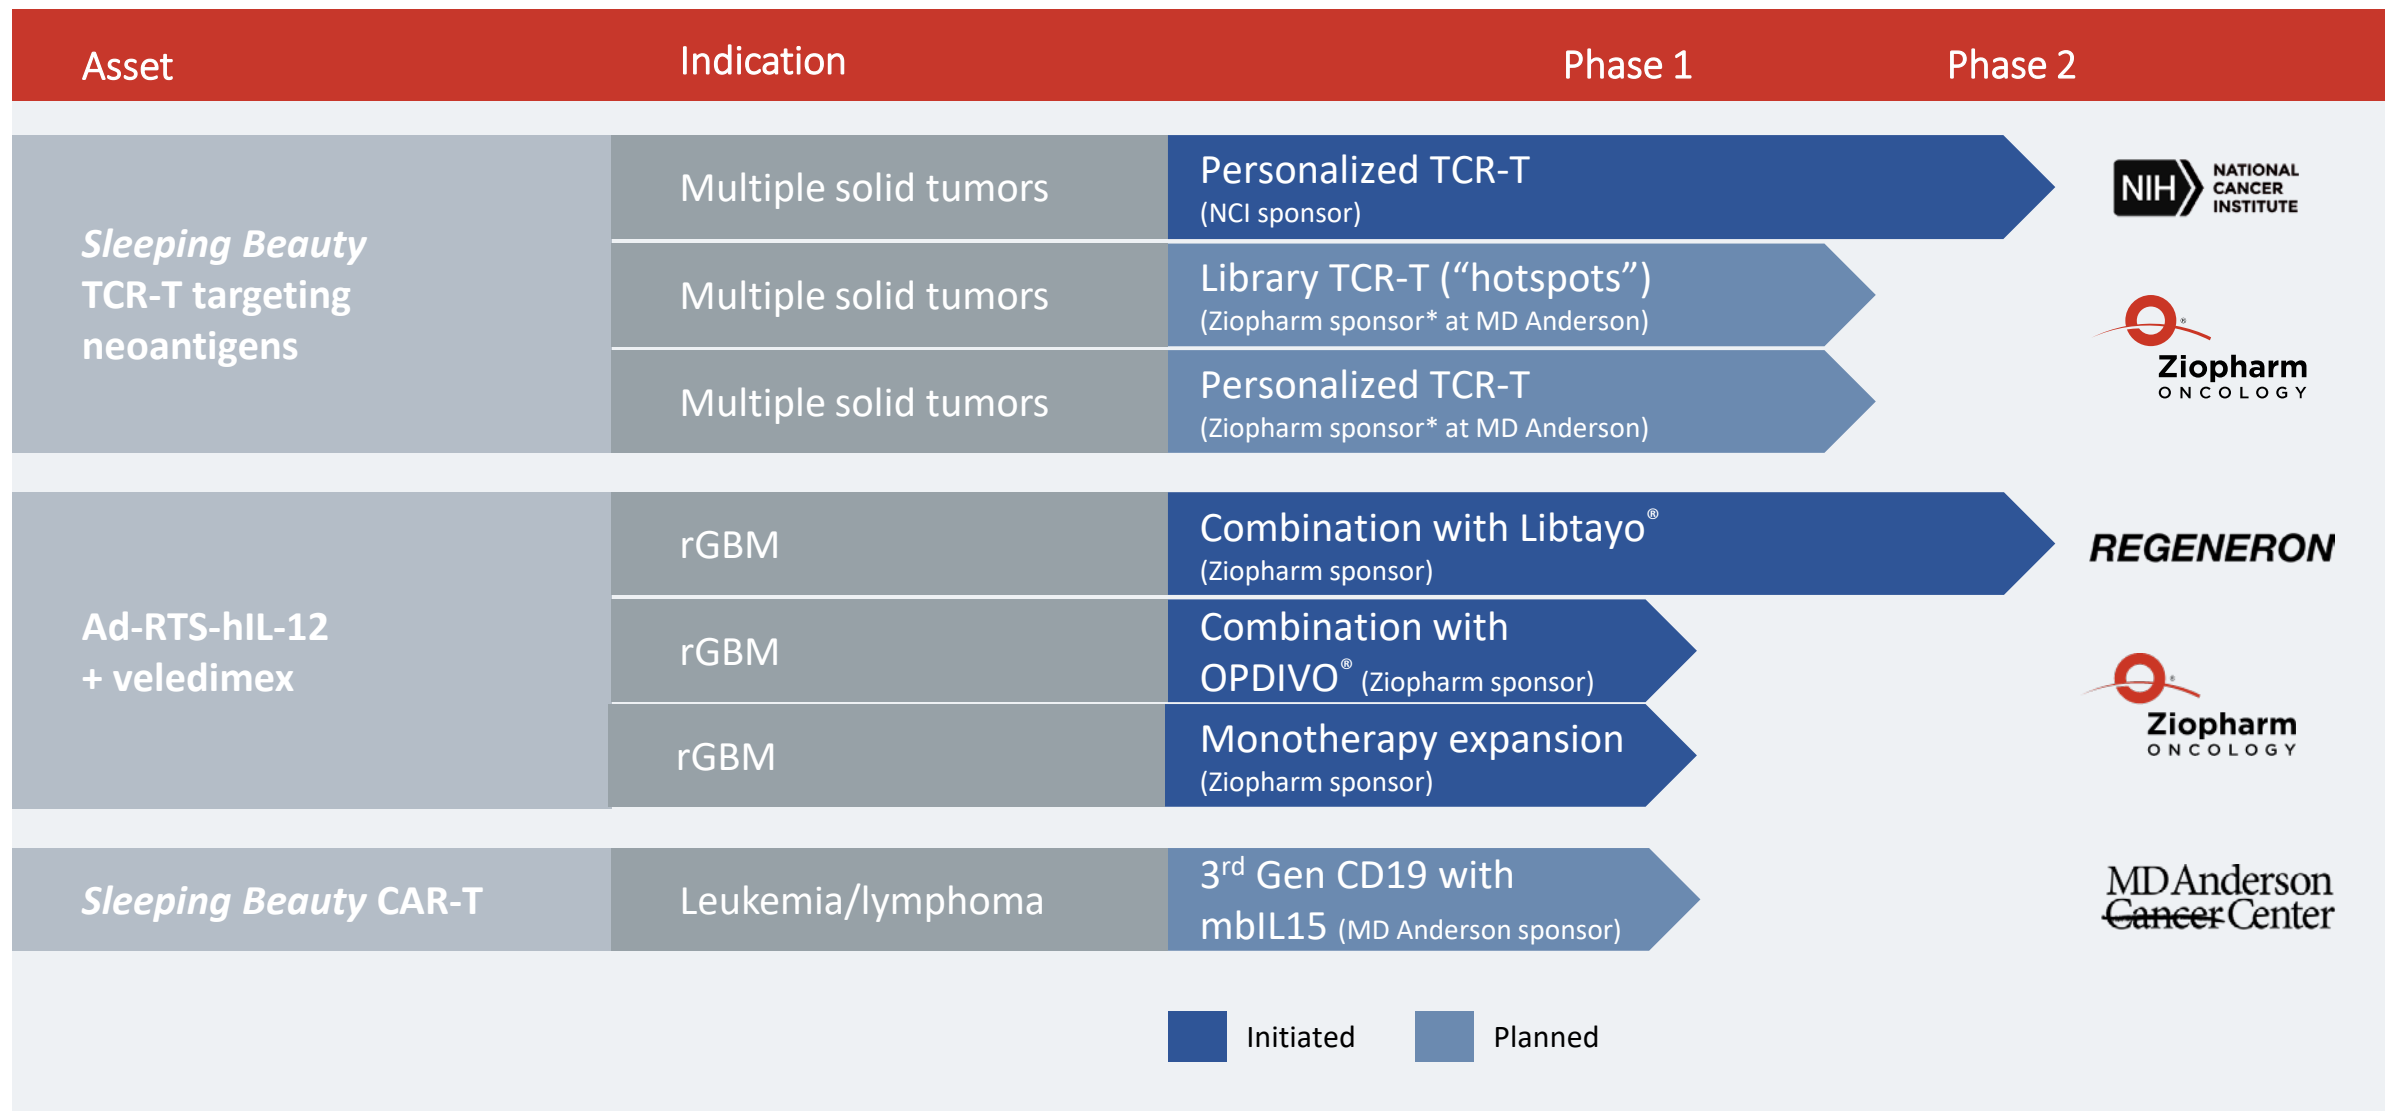 Asset Indication Phase 1 Phase 2
Sleeping Beauty
TCR-T targeting
neoantigens
Multiple solid tumors
Personalized TCR-T
(NCI sponsor)
NIH
NATIONAL
CANCER
INSTITUTE
Multiple solid tumors
Library TCR-T (“hotspots”)
(Ziopharm sponsor* at MD Anderson)
Multiple solid tumors
Personalized TCR-T
(Ziopharm sponsor* at MD Anderson)
®
Ziopharm
ONCOLOGY
Ad-RTS-hIL-12
+ veledimex
rGBM
Combination with Libtayo®
(Ziopharm sponsor)
REGENERON
rGBM
Combination with
OPDIVO® (Ziopharm sponsor)
rGBM
Monotherapy expansion
(Ziopharm sponsor)
®
Ziopharm
ONCOLOGY
Sleeping Beauty CAR-T
Leukemia/lymphoma
3rd Gen CD19 with
mbIL15 (MD Anderson sponsor)
MD Anderson
Cancer Center
Initiated
Planned